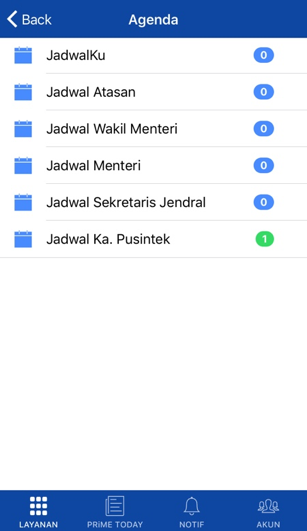 Back Agenda
JadwalKu 0
Jadwal Atasan 0
Jadwal Wakil Menteri 0
Jadwal Menteri 0
Jadwal Sekretaris Jendral 0
Jadwal Ka. Pusintek 1
LAYANAN PRiME TODAY NOTIF AKUN